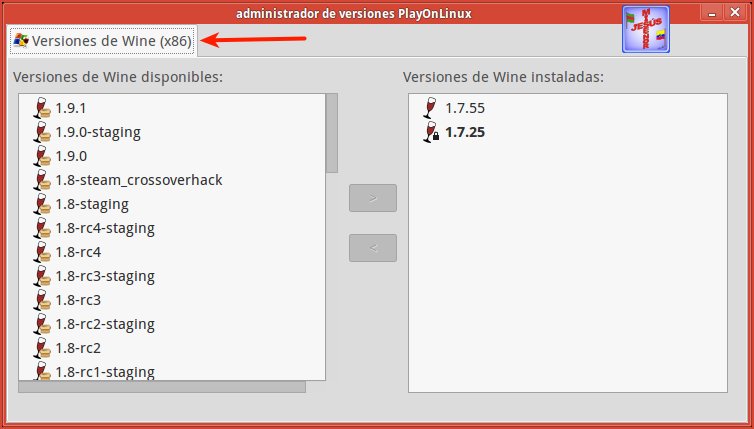 administrador de versiones PlayOnLinux
Versiones de Wine (x86)
JESÚS
Versiones de Wine disponibles:
1.9.1
1.9.0-staging
1.9.0
1.8-steam_crossoverhack
1.8-staging
1.8-rc4-staging
1.8-rc4
1.8-rc3-staging
1.8-rc3
1.8-rc2-staging
1.8-rc2
1.8-rc1-staging
>
<
Versiones de Wine instaladas:
1.7.55
1.7.25